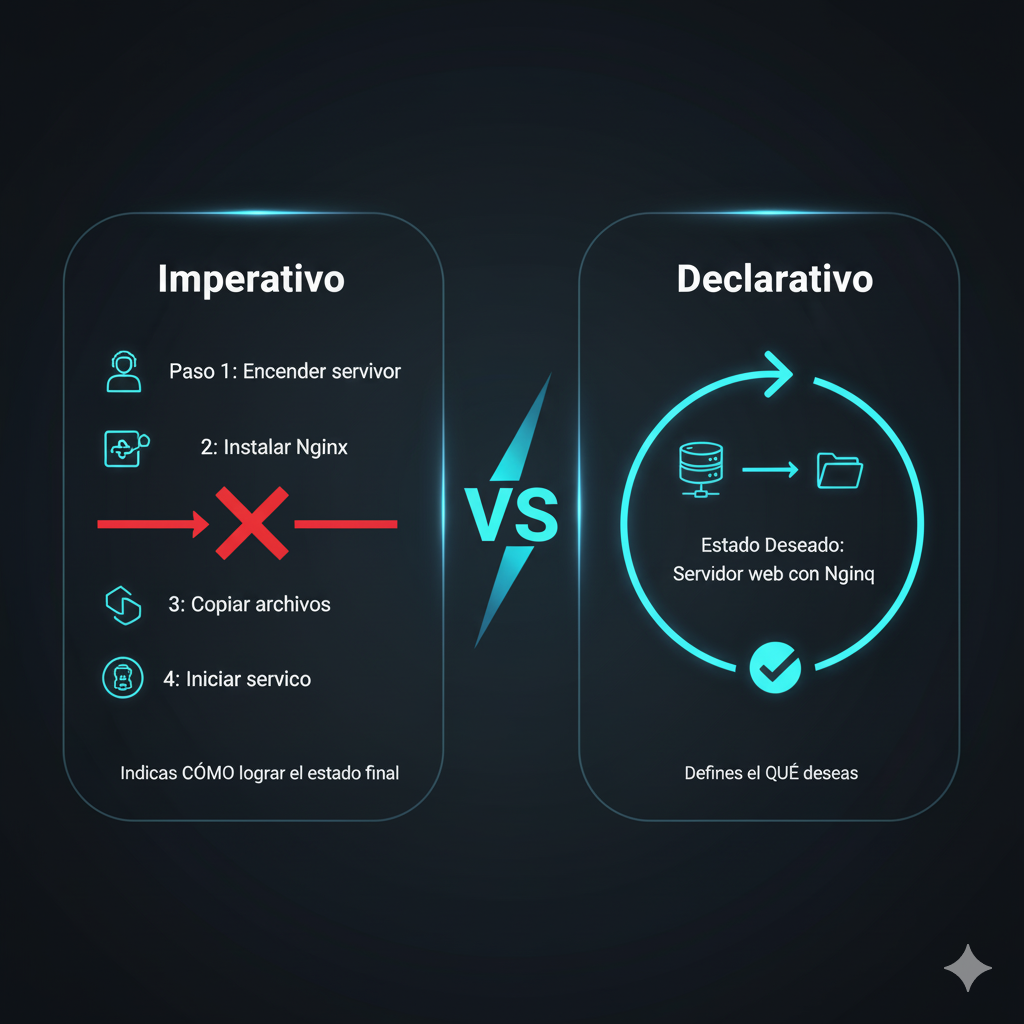 Imperativo
Paso 1: Encender servivor
2: Instalar Nginx
3: Copiar archivos
4: Iniciar servico
Indicas CÓMO lograr el estado final
VS
Declarativo
Estado Deseado:
Servidor web con Nginq
Defines el QUÉ deseas